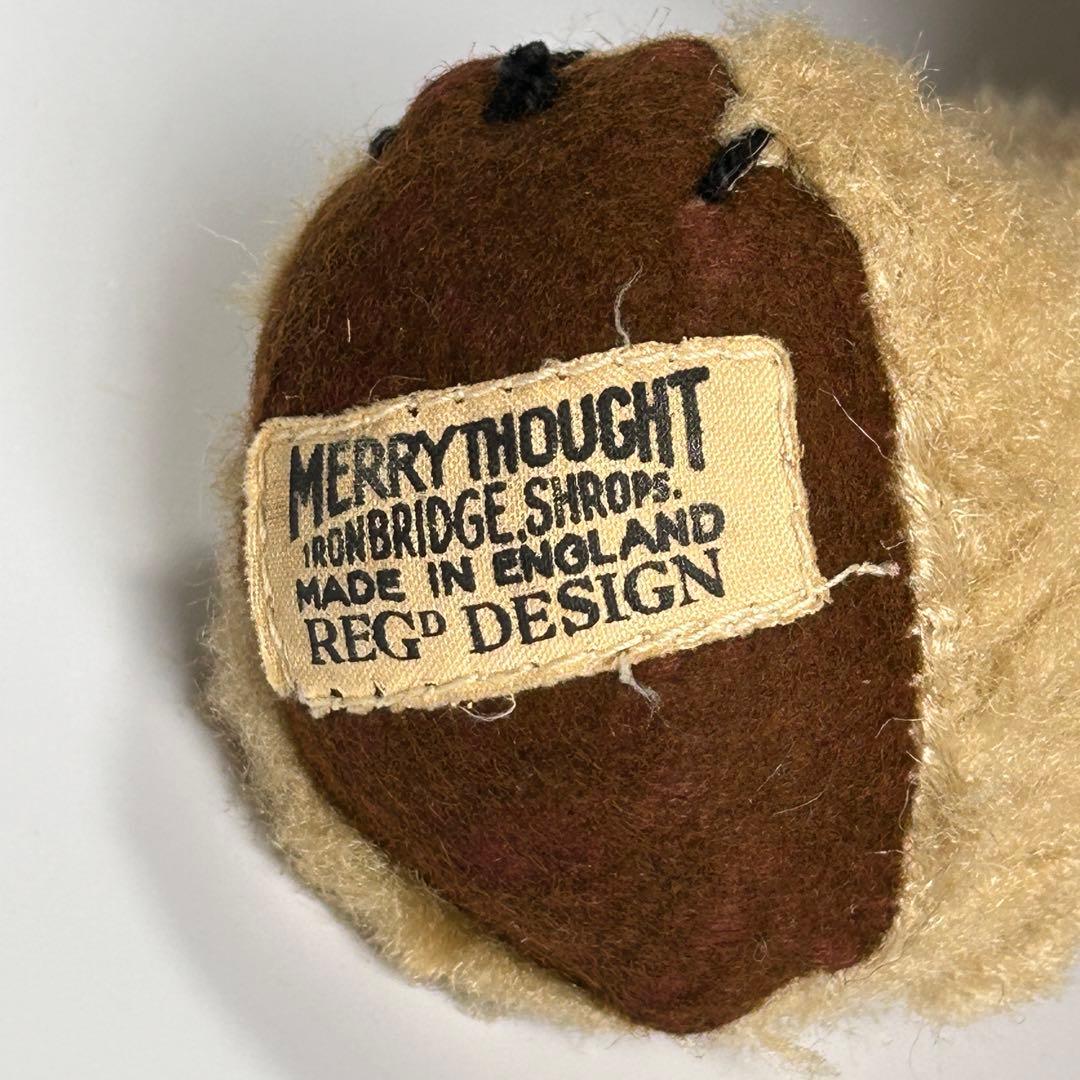 MERRYTHOUGHT
IRONBRIDGE. SHROPS.
MADE IN ENGLAND
REGD DESIGN